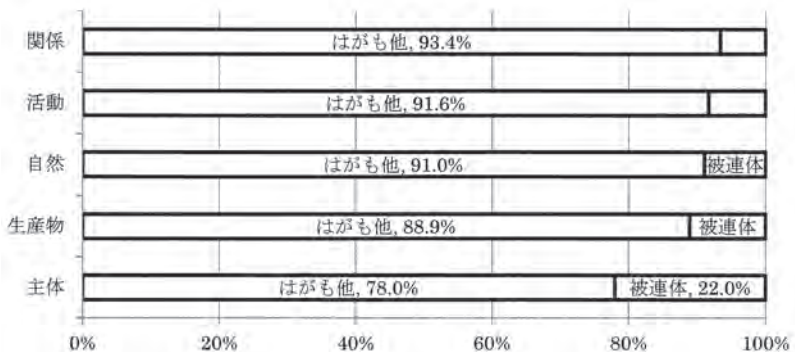 関係 はがも他, 93.4%
活動 はがも他, 91.6%
自然 はがも他, 91.0% 被連体
生産物 はがも他, 88.9% 被連体
主体 はがも他, 78.0% 被連体, 22.0%
0% 20% 40% 60% 80% 100%